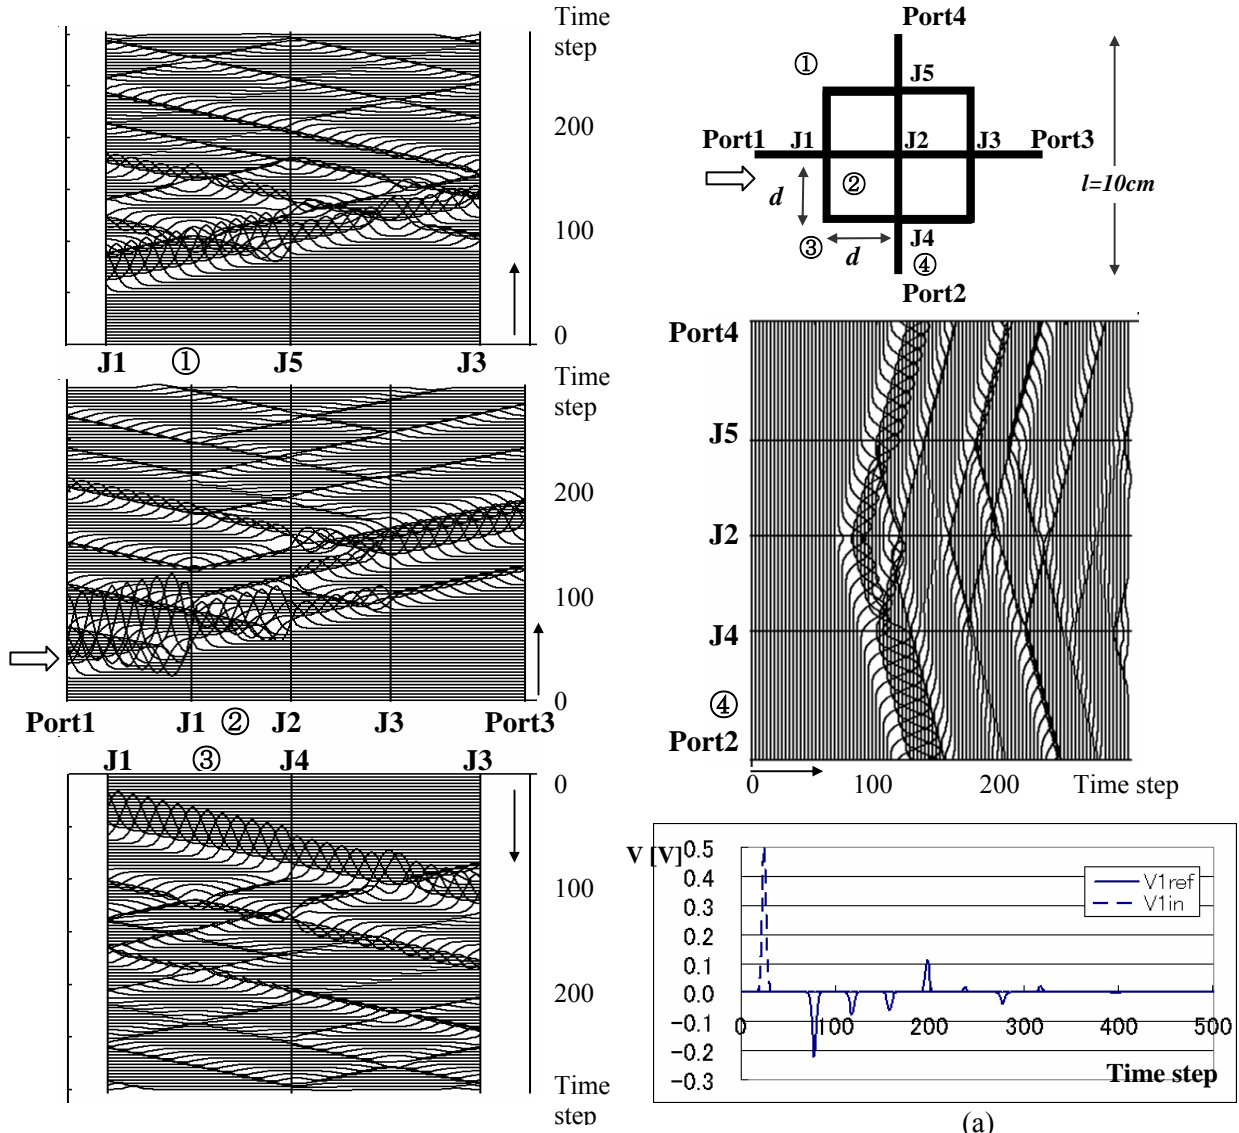 Time
step
200
100
0
J1 ① J5 J3
Time
step
200
100
0
Port1 J1 ② J2 J3 Port3
J1 ③ J4 J3
0
100
200
Time
step
Port4
①
J5
Port1 J1 J2 J3 Port3
②
d
l=10cm
③
d
J4
④
Port2
Port4
J5
J2
J4
④
Port2
0 100 200 Time step
V [V]
0.5
0.4
0.3
0.2
0.1
0.0
-0.1
-0.2
-0.3
V1ref
V1in
0 100 200 300 400 500
Time step
(a)